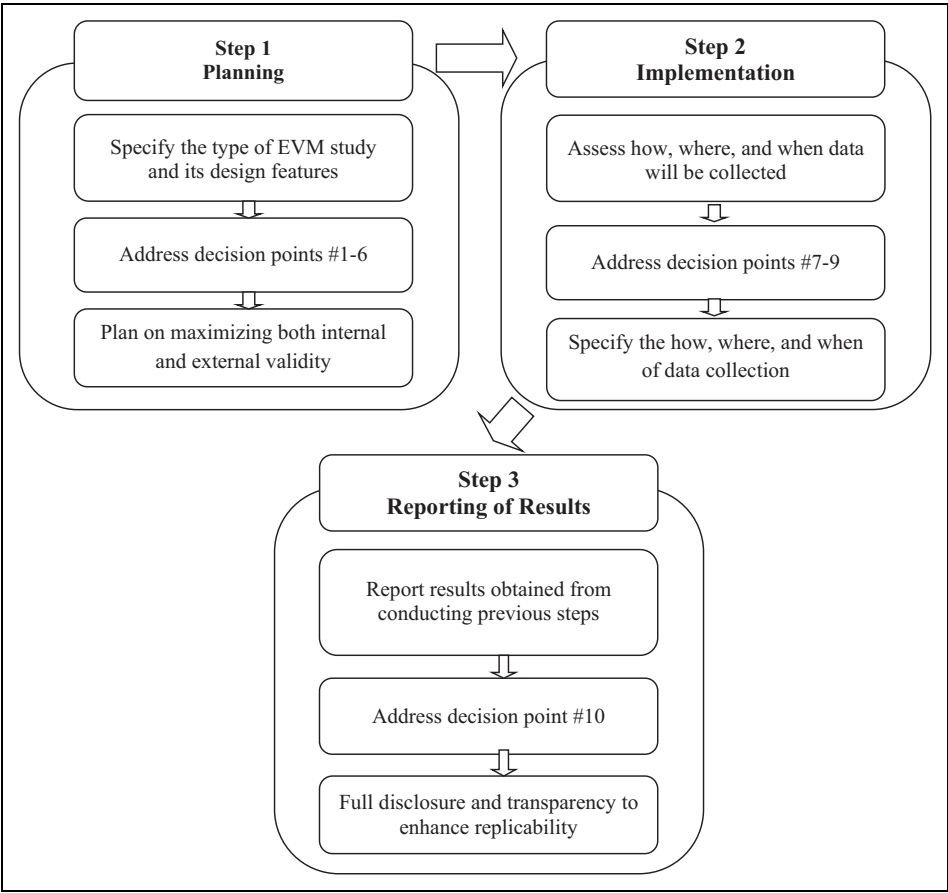 Step 1
Planning
Specify the type of EVM study
and its design features
Address decision points #1-6
Plan on maximizing both internal
and external validity
Step 2
Implementation
Assess how, where, and when data
will be collected
Address decision points #7-9
Specify the how, where, and when
of data collection
Step 3
Reporting of Results
Report results obtained from
conducting previous steps
Address decision point #10
Full disclosure and transparency to
enhance replicability